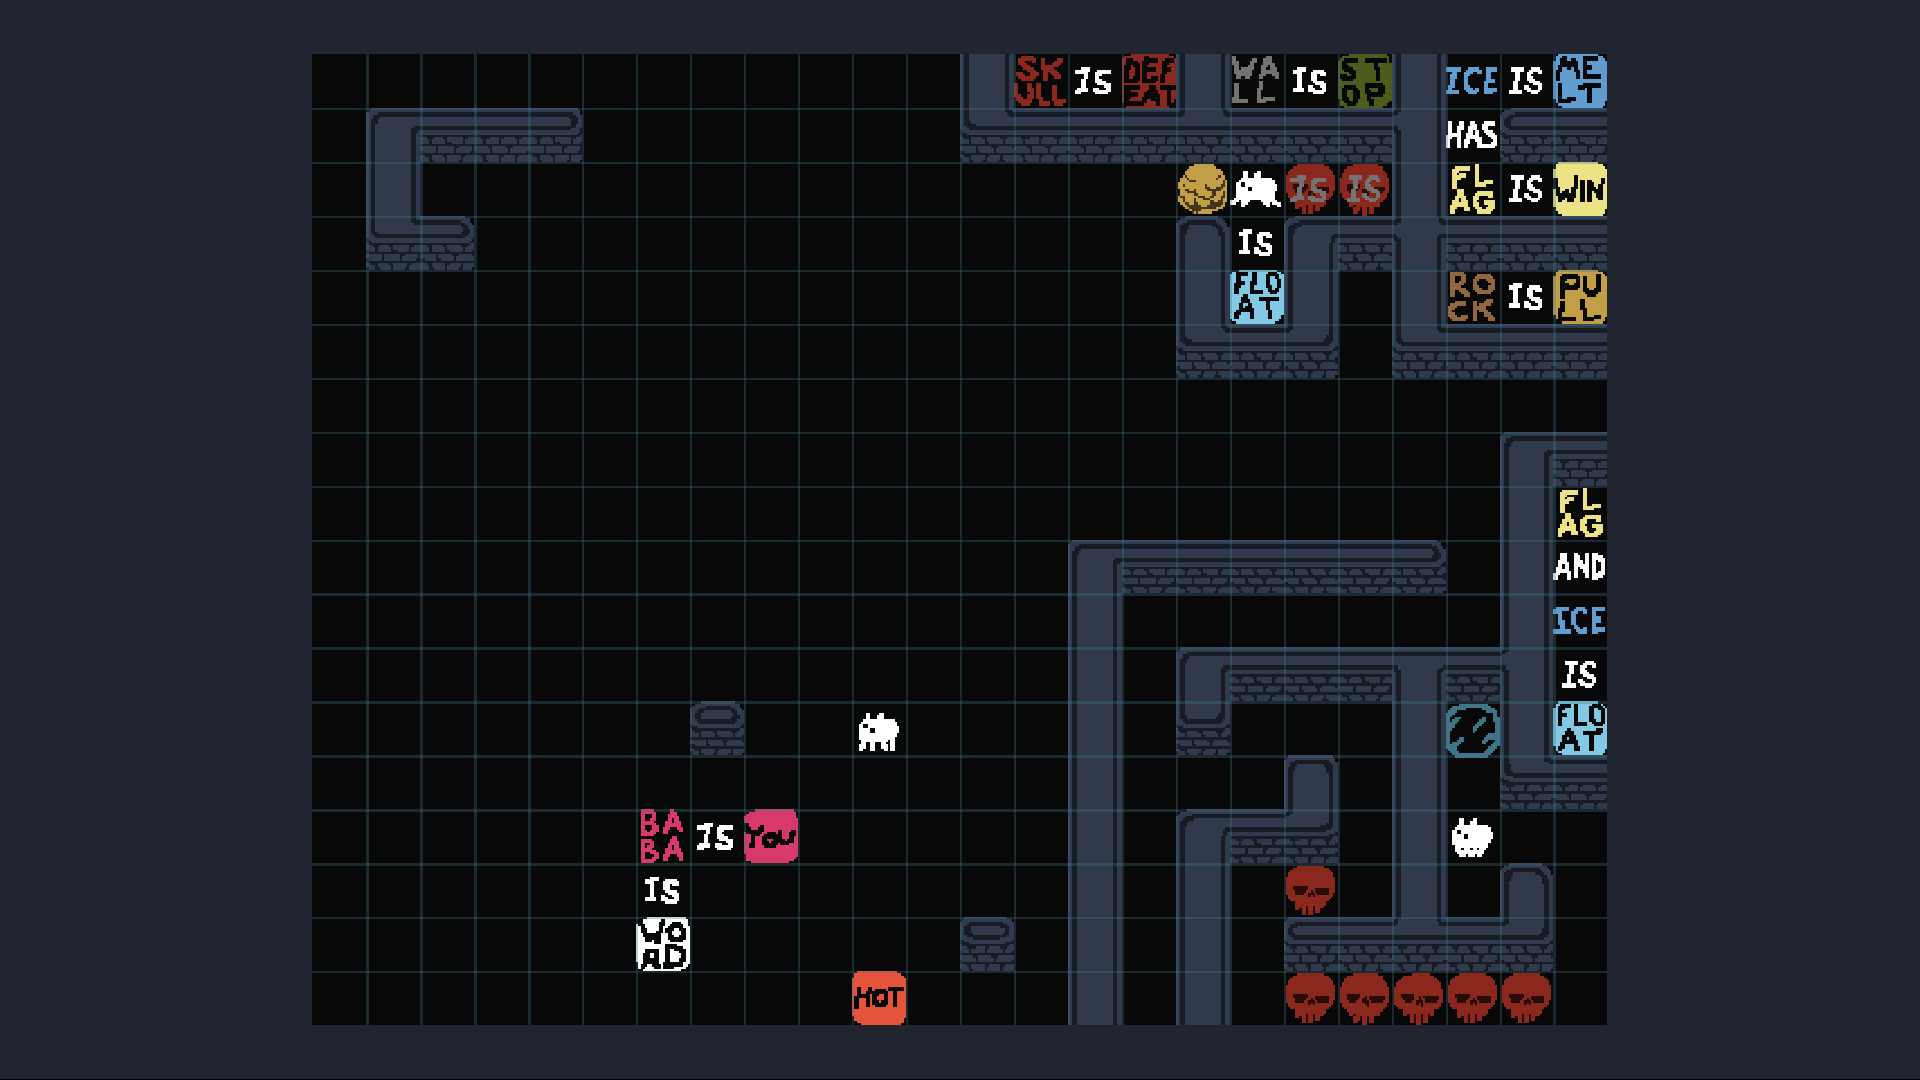 SKULL IS DEFEAT WALL IS STOP ICE IS MELT
HAS
IS IS FLAG IS WIN
IS
FLOAT ROCK IS PULL
FLAG
AND
ICE
IS
FLOAT
BABA IS YOU
IS
WORD
HOT